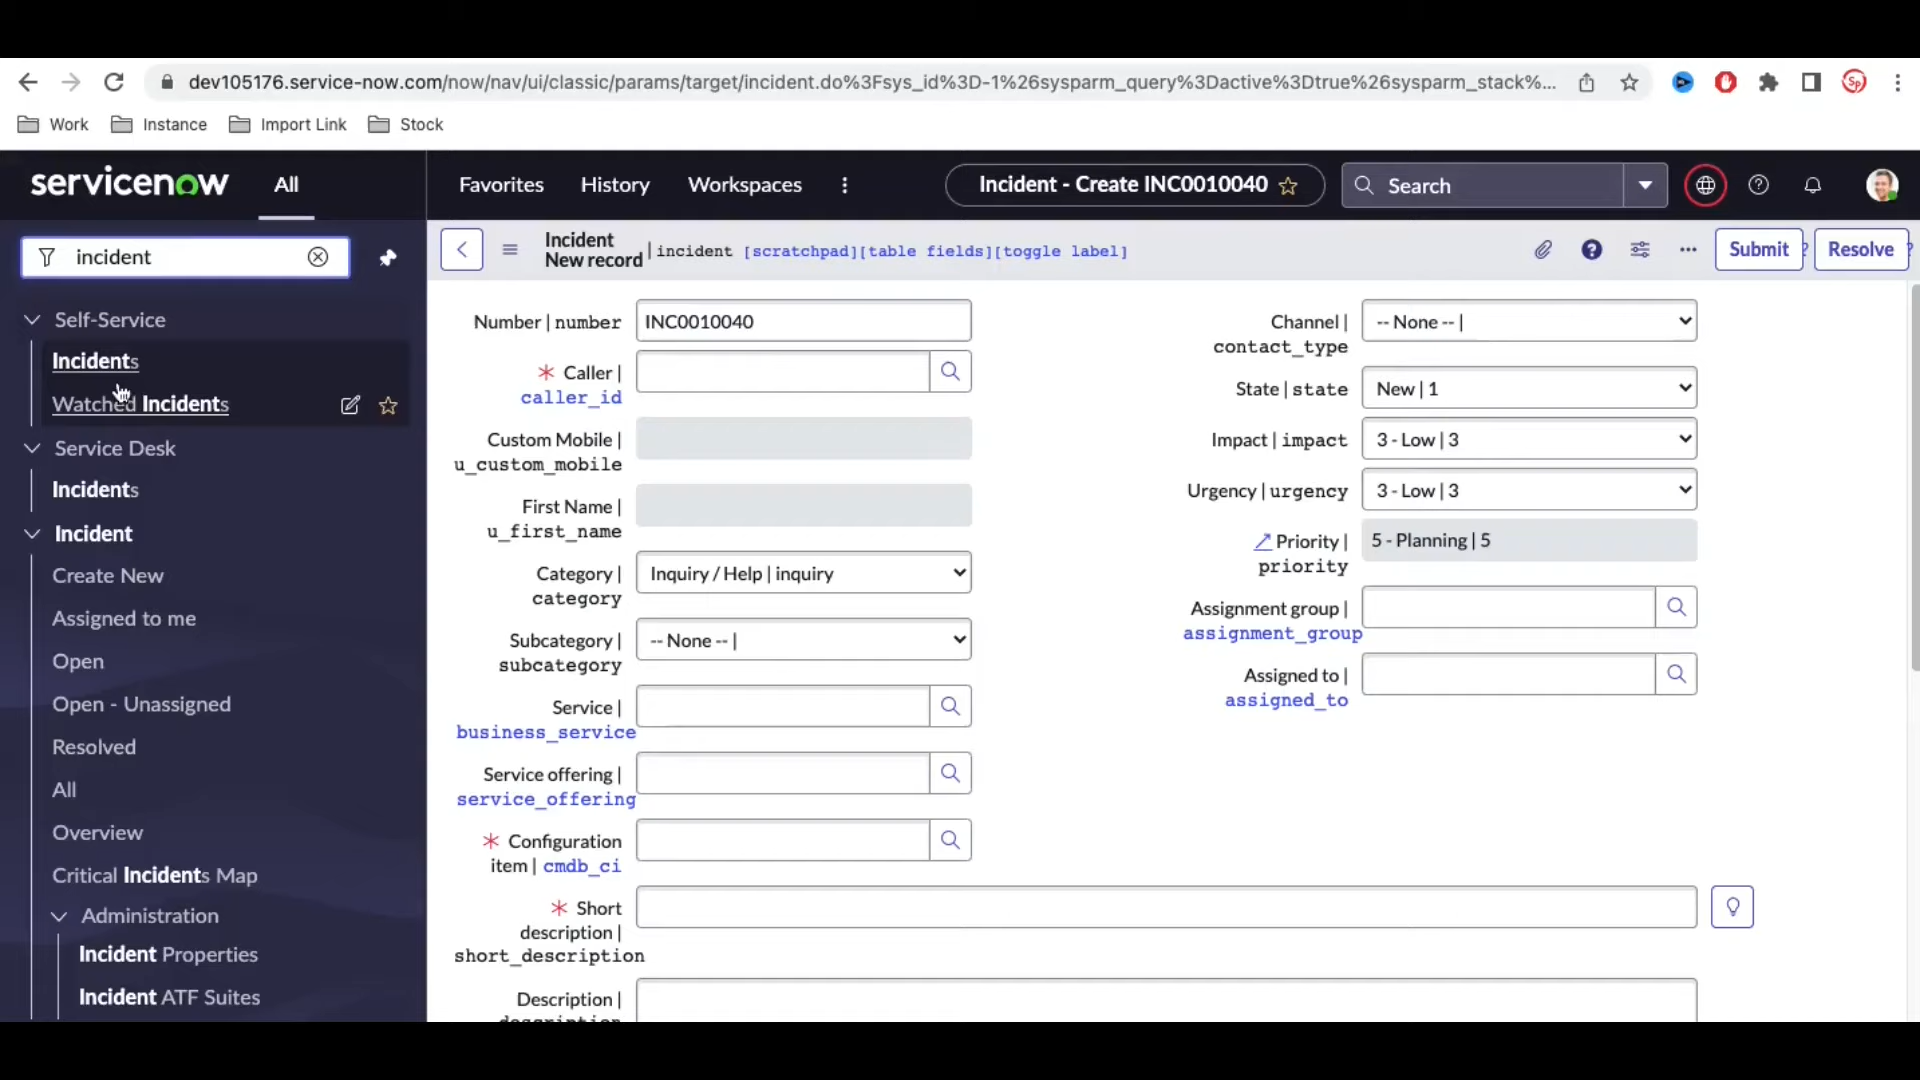 dev105176.service-now.com/now/nav/ui/classic/params/target/incident.do%3Fsys_id%3D-1%26sysparm_query%3Dactive%3Dtrue%26sysparm_stack%...
Sp
Work Instance Import Link Stock
servicenow All Favorites History Workspaces Incident - Create INC0010040 Search
incident
Incident
New record | incident [scratchpad][table fields][toggle label] Submit ? Resolve ?
Self-Service
Incidents
Watched Incidents
Service Desk
Incidents
Incident
Create New
Assigned to me
Open
Open - Unassigned
Resolved
All
Overview
Critical Incidents Map
Administration
Incident Properties
Incident ATF Suites
Number | number INC0010040
Caller |
caller_id
Custom Mobile |
u_custom_mobile
First Name |
u_first_name
Category | Inquiry / Help | inquiry
category
Subcategory | -- None -- |
subcategory
Service |
business_service
Service offering |
service_offering
Configuration
item | cmdb_ci
Short
description |
short_description
Description |
description
Channel | -- None -- |
contact_type
State | state New | 1
Impact | impact 3 - Low | 3
Urgency | urgency 3 - Low | 3
Priority | 5 - Planning | 5
priority
Assignment group |
assignment_group
Assigned to |
assigned_to